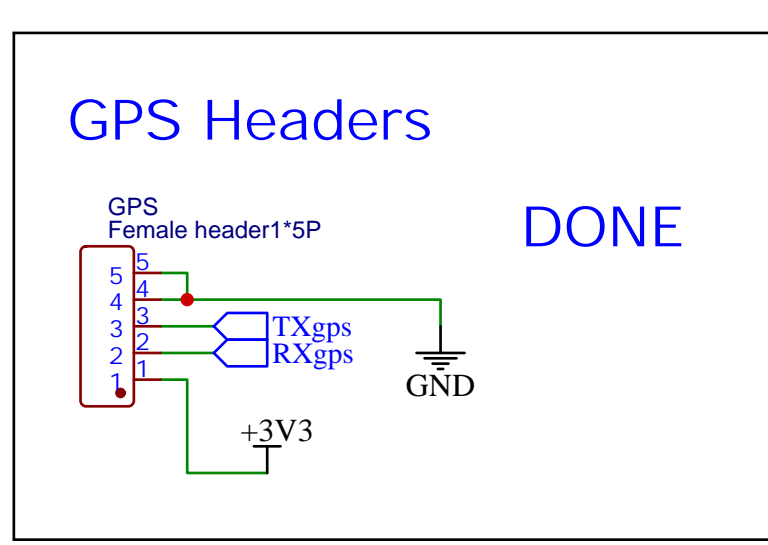 GPS Headers
GPS
Female header1*5P
DONE
5 5
4 4
3 3
TXgps
2 2
RXgps
1 1
GND
+3V3